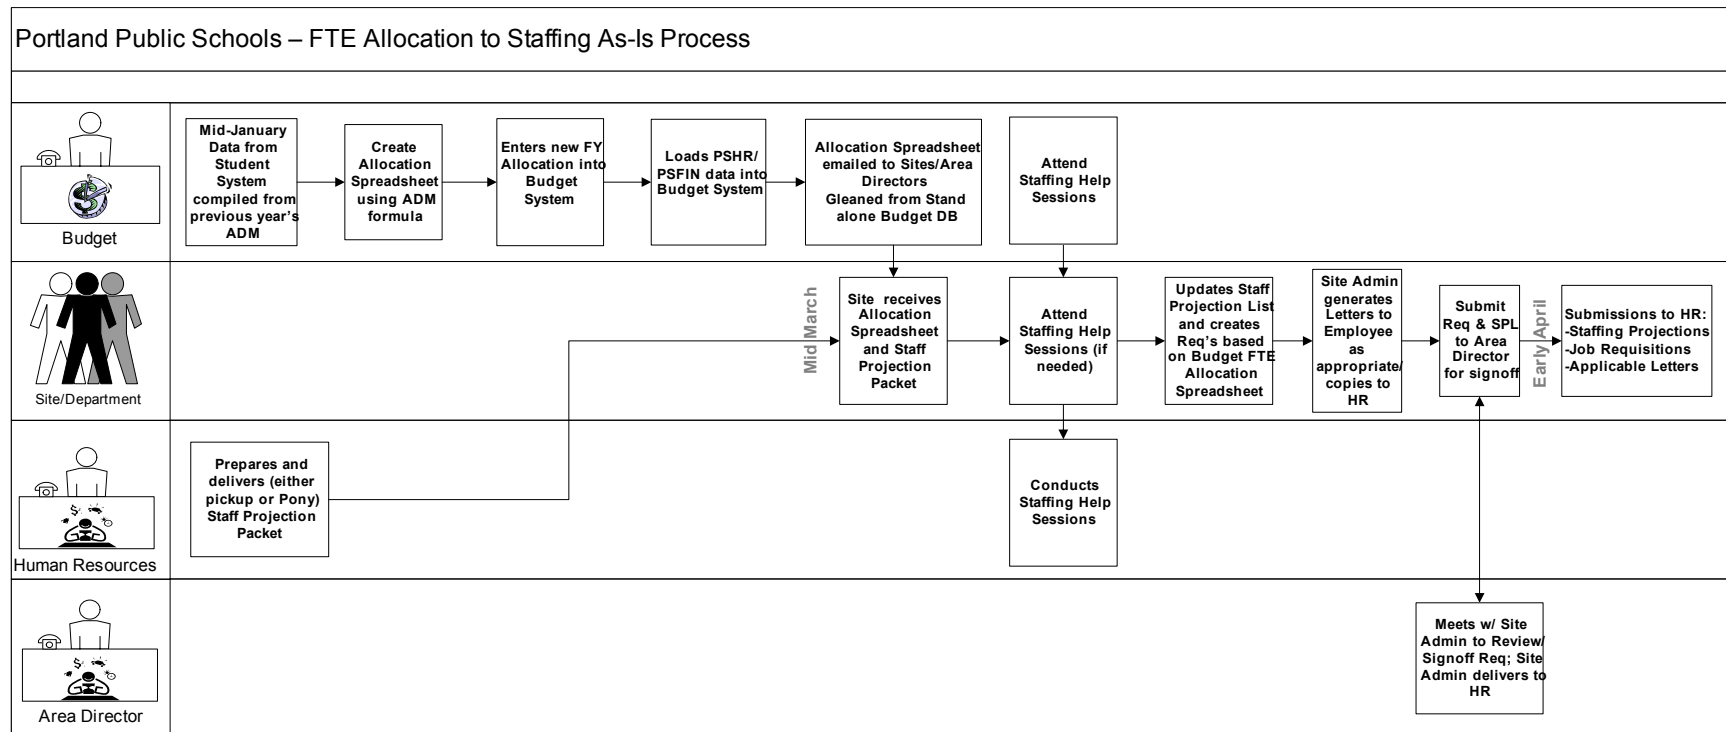 Portland Public Schools – FTE Allocation to Staffing As-Is Process
Budget
Mid-January
Data from
Student
System
compiled from
previous year's
ADM
Create
Allocation
Spreadsheet
using ADM
formula
Enters new FY
Allocation into
Budget
System
Loads PSHR/
PSFIN data into
Budget System
Allocation Spreadsheet
emailed to Sites/Area
Directors
Gleaned from Stand
alone Budget DB
Attend
Staffing Help
Sessions
Site/Department
Mid March
Site receives
Allocation
Spreadsheet
and Staff
Projection
Packet
Attend
Staffing Help
Sessions (if
needed)
Updates Staff
Projection List
and creates
Req's based
on Budget FTE
Allocation
Spreadsheet
Site Admin
generates
Letters to
Employee
as
appropriate/
copies to
HR
Submit
Req & SPL
to Area
Director
for signoff
Early April
Submissions to HR:
-Staffing Projections
-Job Requisitions
-Applicable Letters
Human Resources
Prepares and
delivers (either
pickup or Pony)
Staff Projection
Packet
Conducts
Staffing Help
Sessions
Area Director
Meets w/ Site
Admin to Review/
Signoff Req; Site
Admin delivers to
HR